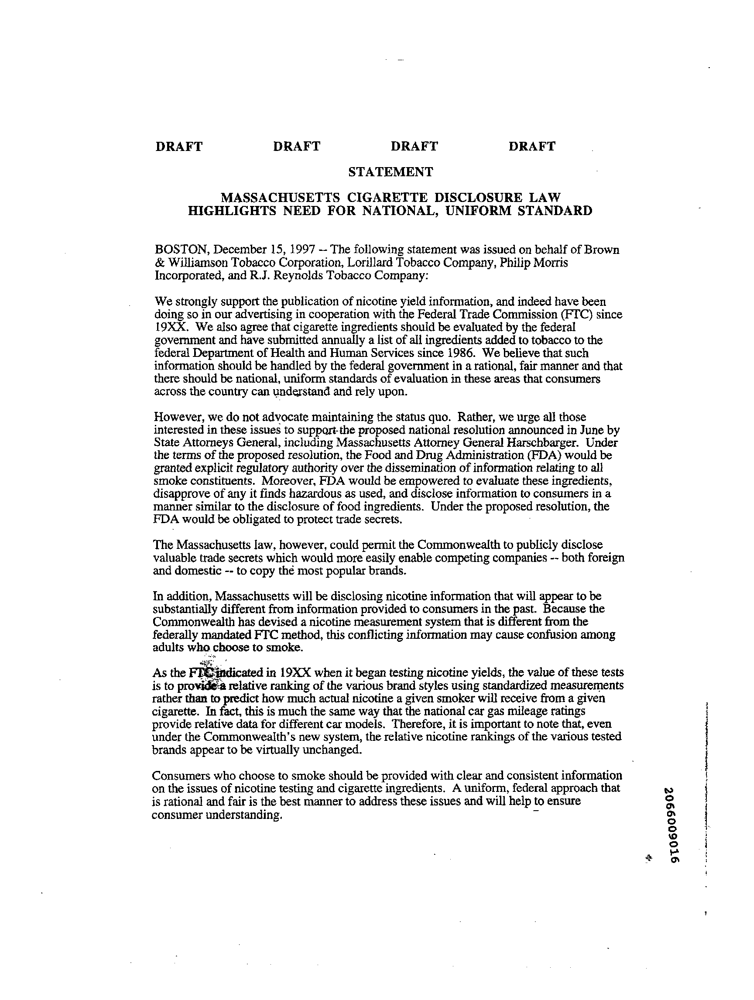 DRAFT DRAFT DRAFT DRAFT
STATEMENT
MASSACHUSETTS CIGARETTE DISCLOSURE LAW
HIGHLIGHTS NEED FOR NATIONAL, UNIFORM STANDARD
BOSTON, December 15, 1997 -- The following statement was issued on behalf of Brown
& Williamson Tobacco Corporation, Lorillard Tobacco Company, Philip Morris
Incorporated, and R.J. Reynolds Tobacco Company:
We strongly support the publication of nicotine yield information, and indeed have been
doing so in our advertising in cooperation with the Federal Trade Commission (FTC) since
19XX. We also agree that cigarette ingredients should be evaluated by the federal
government and have submitted annually a list of all ingredients added to tobacco to the
federal Department of Health and Human Services since 1986. We believe that such
information should be handled by the federal government in a rational, fair manner and that
there should be national, uniform standards of evaluation in these areas that consumers
across the country can understand and rely upon.
However, we do not advocate maintaining the status quo. Rather, we urge all those
interested in these issues to support the proposed national resolution announced in June by
State Attorneys General, including Massachusetts Attorney General Harschbarger. Under
the terms of the proposed resolution, the Food and Drug Administration (FDA) would be
granted explicit regulatory authority over the dissemination of information relating to all
smoke constituents. Moreover, FDA would be empowered to evaluate these ingredients,
disapprove of any it finds hazardous as used, and disclose information to consumers in a
manner similar to the disclosure of food ingredients. Under the proposed resolution, the
FDA would be obligated to protect trade secrets.
The Massachusetts law, however, could permit the Commonwealth to publicly disclose
valuable trade secrets which would more easily enable competing companies -- both foreign
and domestic -- to copy the most popular brands.
In addition, Massachusetts will be disclosing nicotine information that will appear to be
substantially different from information provided to consumers in the past. Because the
Commonwealth has devised a nicotine measurement system that is different from the
federally mandated FTC method, this conflicting information may cause confusion among
adults who choose to smoke.
As the FTC indicated in 19XX when it began testing nicotine yields, the value of these tests
is to provide a relative ranking of the various brand styles using standardized measurements
rather than to predict how much actual nicotine a given smoker will receive from a given
cigarette. In fact, this is much the same way that the national car gas mileage ratings
provide relative data for different car models. Therefore, it is important to note that, even
under the Commonwealth's new system, the relative nicotine rankings of the various tested
brands appear to be virtually unchanged.
Consumers who choose to smoke should be provided with clear and consistent information
on the issues of nicotine testing and cigarette ingredients. A uniform, federal approach that
is rational and fair is the best manner to address these issues and will help to ensure
consumer understanding.
2066009016